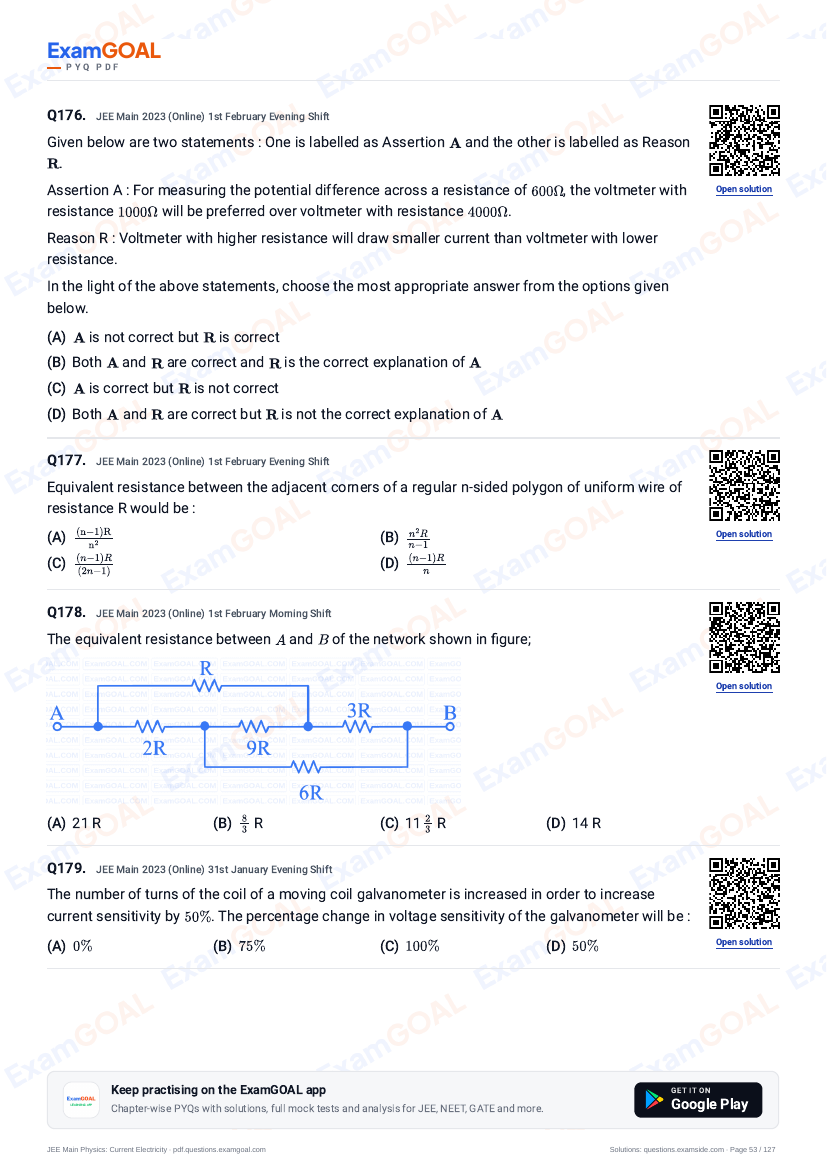 ExamGOAL
PYQ PDF
Q176. JEE Main 2023 (Online) 1st February Evening Shift
Given below are two statements : One is labelled as Assertion A and the other is labelled as Reason
R.
Assertion A : For measuring the potential difference across a resistance of 600Ω, the voltmeter with
resistance 1000Ω will be preferred over voltmeter with resistance 4000Ω.
Reason R : Voltmeter with higher resistance will draw smaller current than voltmeter with lower
resistance.
In the light of the above statements, choose the most appropriate answer from the options given
below.
(A) A is not correct but R is correct
(B) Both A and R are correct and R is the correct explanation of A
(C) A is correct but R is not correct
(D) Both A and R are correct but R is not the correct explanation of A
Open solution
Q177. JEE Main 2023 (Online) 1st February Evening Shift
Equivalent resistance between the adjacent corners of a regular n-sided polygon of uniform wire of
resistance R would be :
(A) (n−1)R/n² (B) n²R/n−1
(C) (n−1)R/(2n−1) (D) (n−1)R/n
Open solution
Q178. JEE Main 2023 (Online) 1st February Morning Shift
The equivalent resistance between A and B of the network shown in figure;
R
A 3R B
2R 9R
6R
(A) 21 R (B) 8/3 R (C) 11 2/3 R (D) 14 R
Open solution
Q179. JEE Main 2023 (Online) 31st January Evening Shift
The number of turns of the coil of a moving coil galvanometer is increased in order to increase
current sensitivity by 50%. The percentage change in voltage sensitivity of the galvanometer will be :
(A) 0% (B) 75% (C) 100% (D) 50%
Open solution
Keep practising on the ExamGOAL app
Chapter-wise PYQs with solutions, full mock tests and analysis for JEE, NEET, GATE and more.
GET IT ON
Google Play
JEE Main Physics: Current Electricity · pdf.questions.examgoal.com Solutions: questions.examside.com · Page 53 / 127